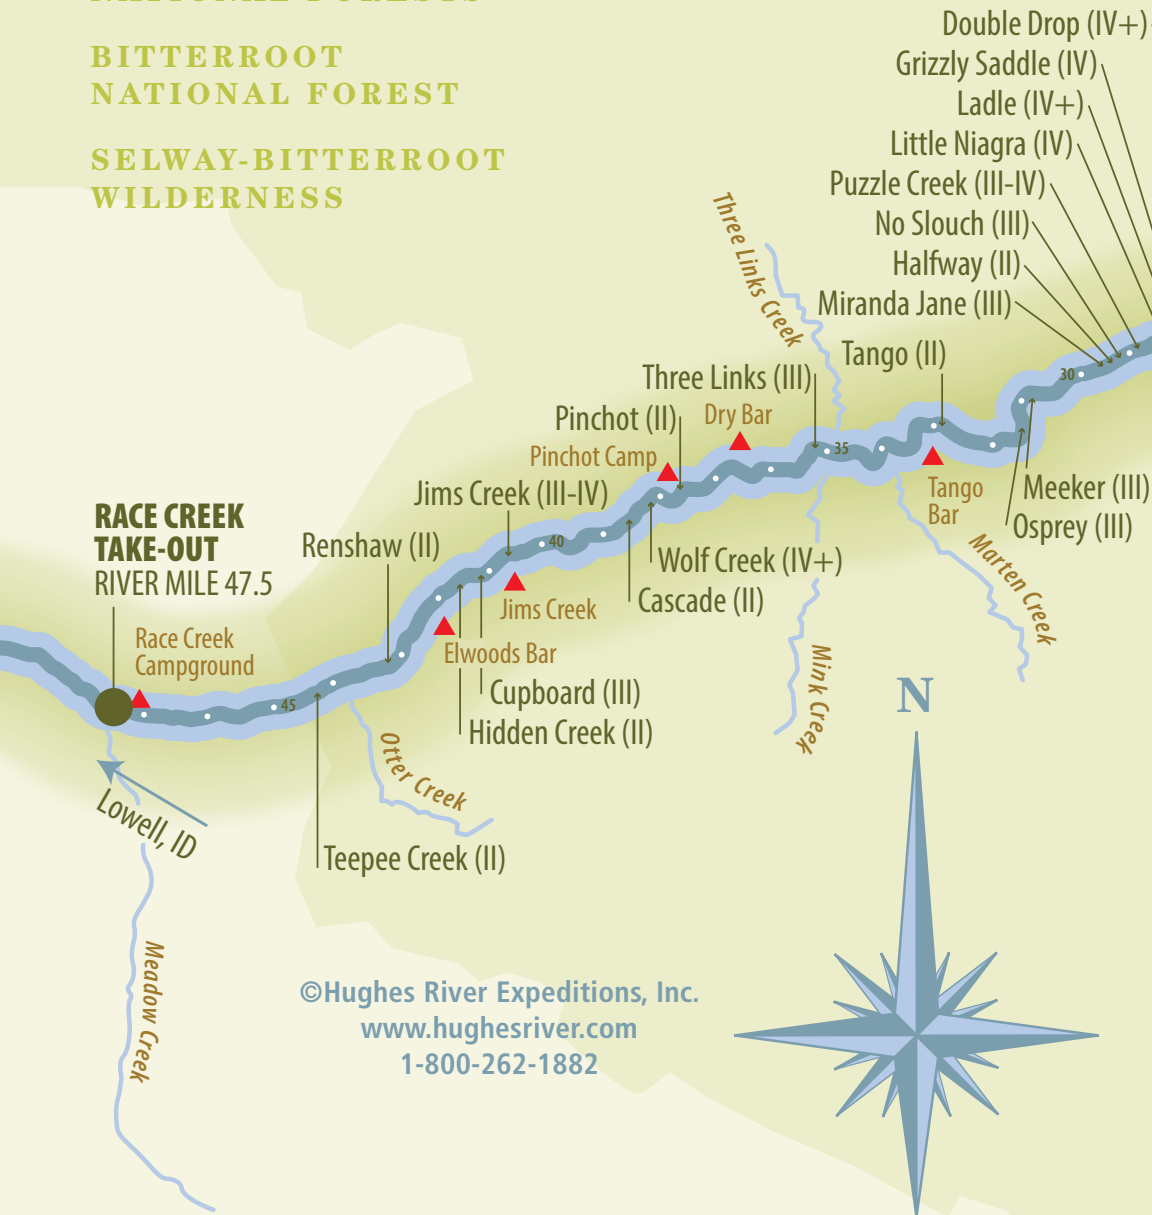 NATIONAL FORESTS
BITTERROOT
NATIONAL FOREST
SELWAY-BITTERROOT
WILDERNESS
Double Drop (IV+)
Grizzly Saddle (IV)
Ladle (IV+)
Little Niagra (IV)
Puzzle Creek (III-IV)
No Slouch (III)
Halfway (II)
Miranda Jane (III)
Three Links Creek
Tango (II)
Three Links (III)
30
Pinchot (II)
Dry Bar
Pinchot Camp
35
Jims Creek (III-IV)
Tango
Bar
Meeker (III)
Osprey (III)
RACE CREEK
TAKE-OUT
RIVER MILE 47.5
Renshaw (II)
40
Wolf Creek (IV+)
Marten Creek
Cascade (II)
Jims Creek
Race Creek
Campground
Elwoods Bar
Cupboard (III)
Hidden Creek (II)
Mink Creek
N
45
Otter Creek
Lowell, ID
Teepee Creek (II)
Meadow Creek
©Hughes River Expeditions, Inc.
www.hughesriver.com
1-800-262-1882